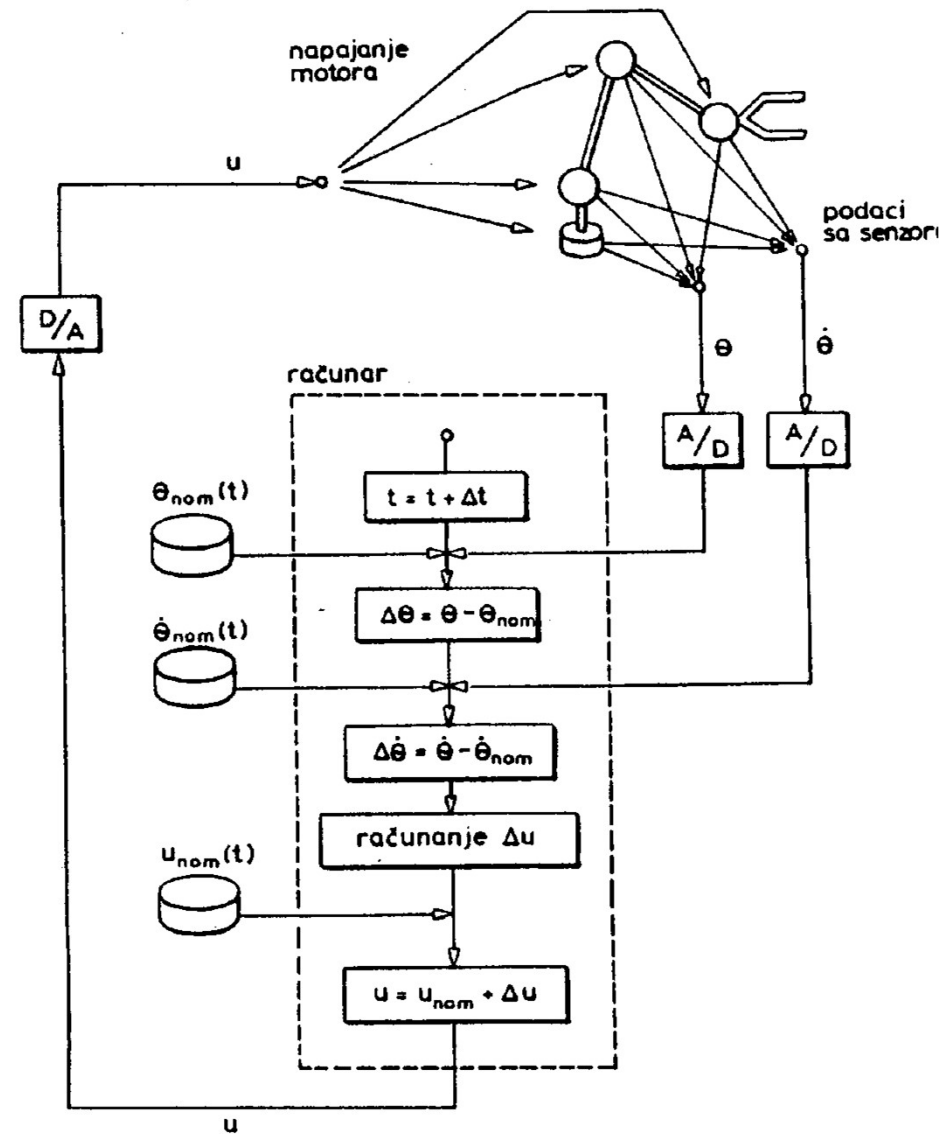 napajanje
motora
u
podaci
sa senzor
D/A
θ
θ̇
računar
A/D
A/D
t = t + Δt
θnom(t)
Δθ = θ - θnom
θ̇nom(t)
Δθ̇ = θ̇ - θ̇nom
računanje Δu
unom(t)
u = unom + Δu
u